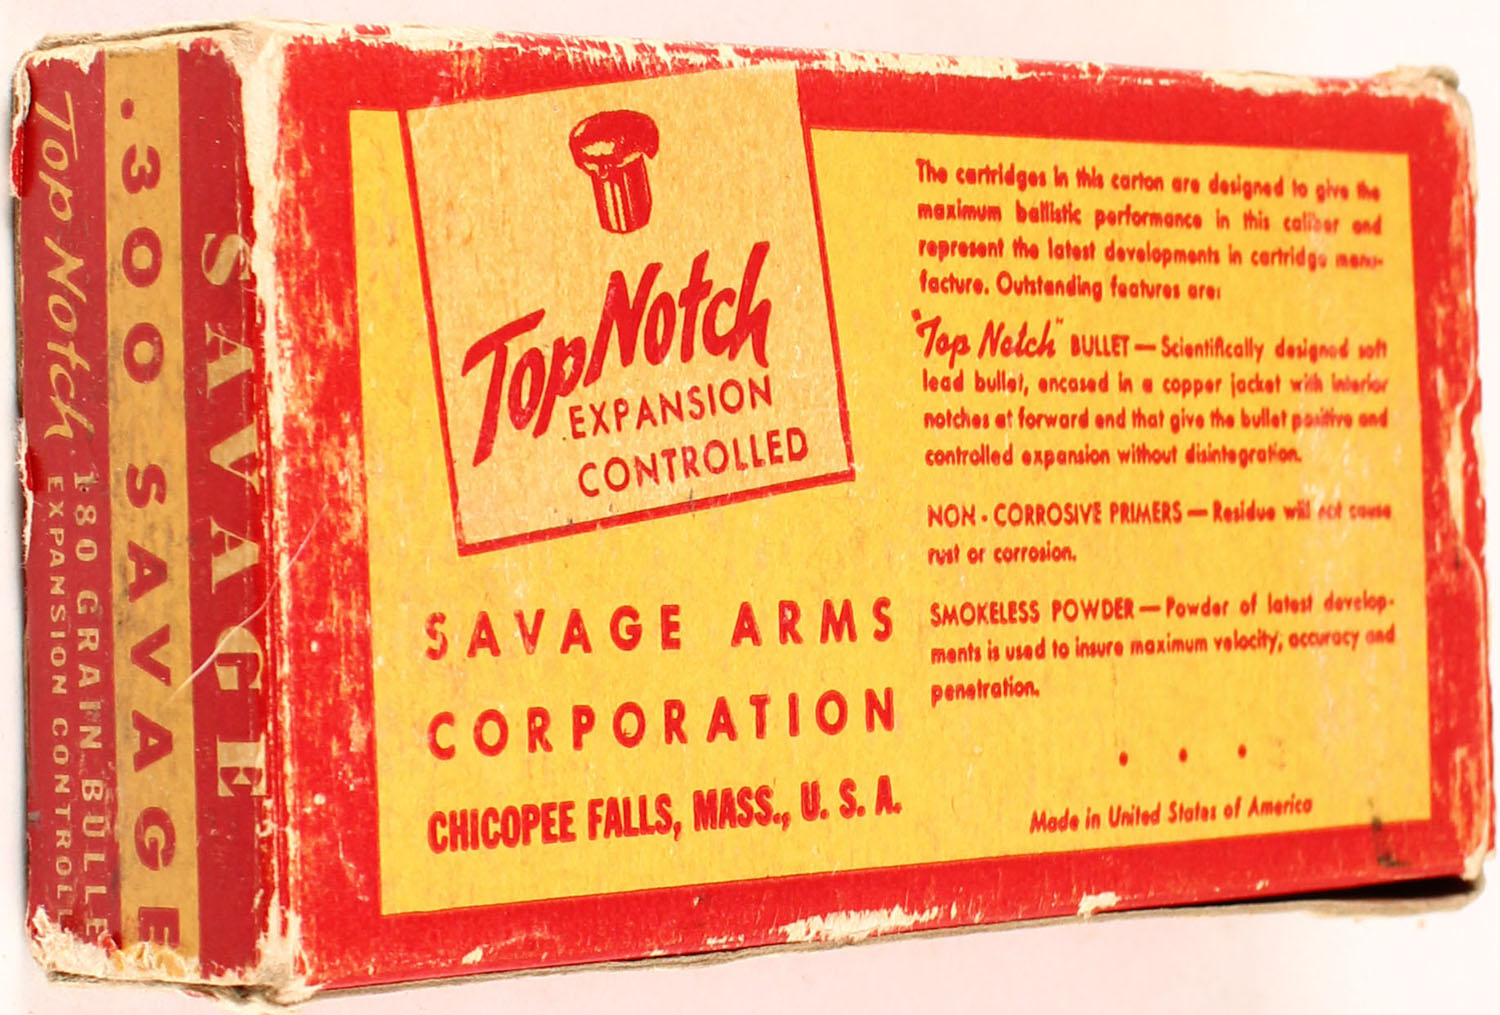 SAVAGE
.300 SAVAGE
Top Notch 180 GRAIN BULLE
EXPANSION CONTROLL
Top Notch
EXPANSION
CONTROLLED
SAVAGE ARMS
CORPORATION
CHICOPEE FALLS, MASS., U. S. A.
The cartridges in this carton are designed to give the
maximum ballistic performance in this caliber and
represent the latest developments in cartridge manu-
facture. Outstanding features are:
"Top Notch" BULLET — Scientifically designed soft
lead bullet, encased in a copper jacket with interior
notches at forward end that give the bullet positive and
controlled expansion without disintegration.
NON - CORROSIVE PRIMERS — Residue will not cause
rust or corrosion.
SMOKELESS POWDER — Powder of latest develop-
ments is used to insure maximum velocity, accuracy and
penetration.
Made in United States of America